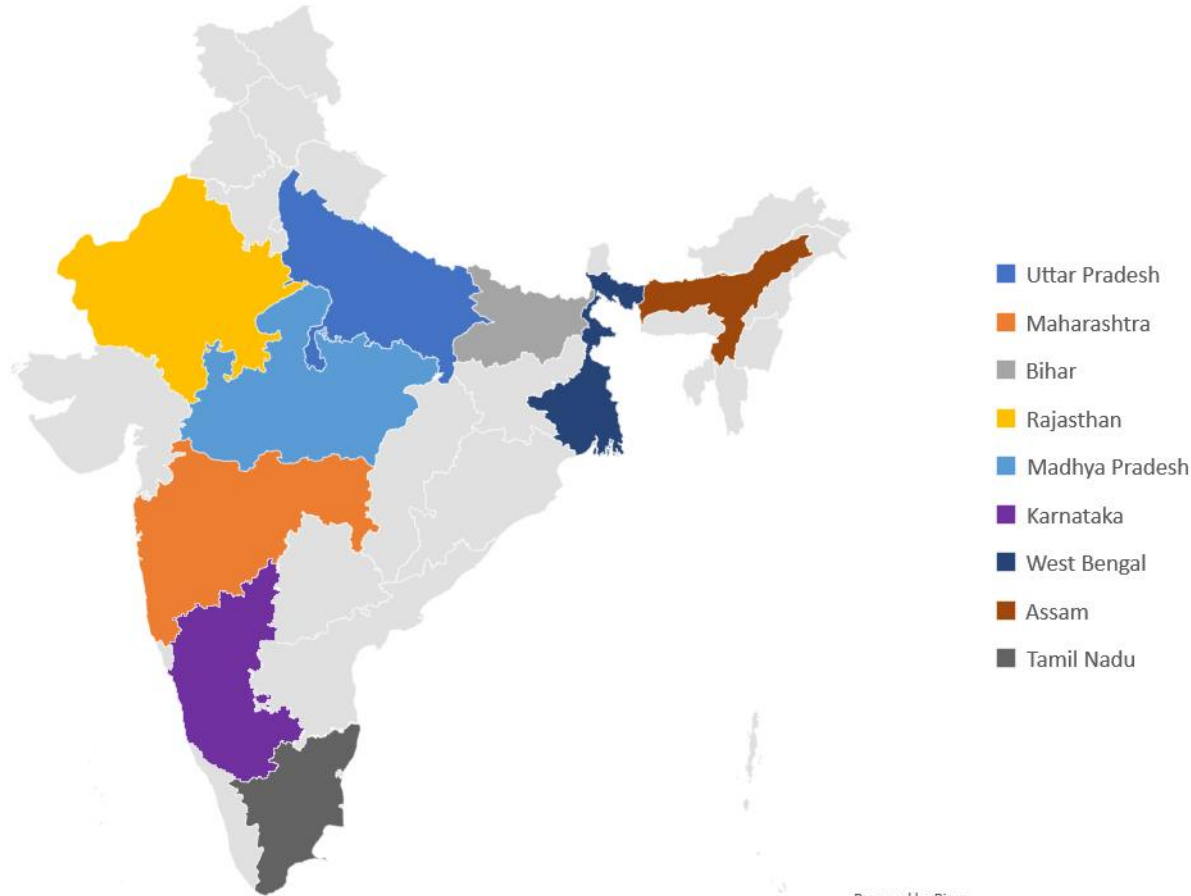 Uttar Pradesh
Maharashtra
Bihar
Rajasthan
Madhya Pradesh
Karnataka
West Bengal
Assam
Tamil Nadu